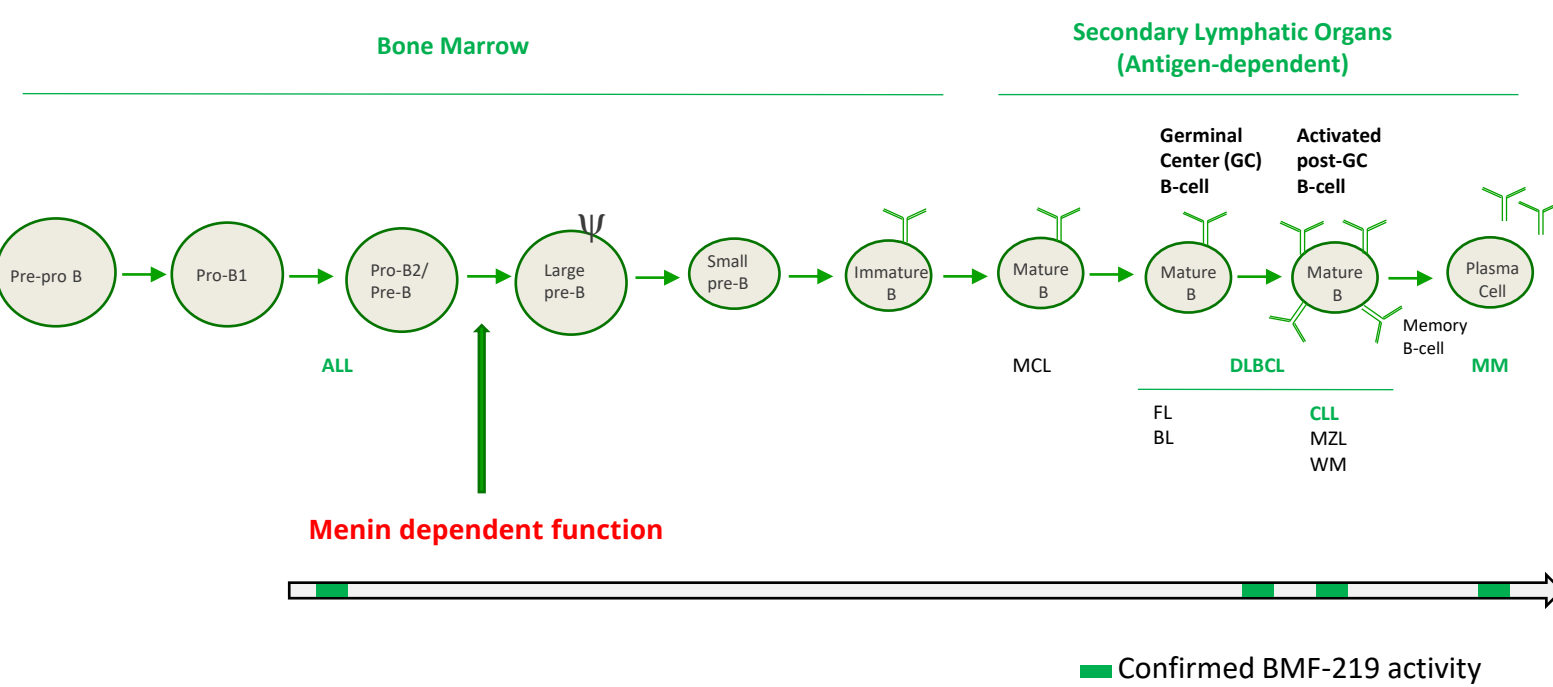 Bone Marrow
Secondary Lymphatic Organs
(Antigen-dependent)
Germinal
Center (GC)
B-cell
Activated
post-GC
B-cell
Pre-pro B
Pro-B1
Pro-B2/
Pre-B
ψ
Large
pre-B
Small
pre-B
Immature
B
Mature
B
Mature
B
Mature
B
Plasma
Cell
Memory
B-cell
ALL
MCL
DLBCL
MM
FL
BL
CLL
MZL
WM
Menin dependent function
Confirmed BMF-219 activity